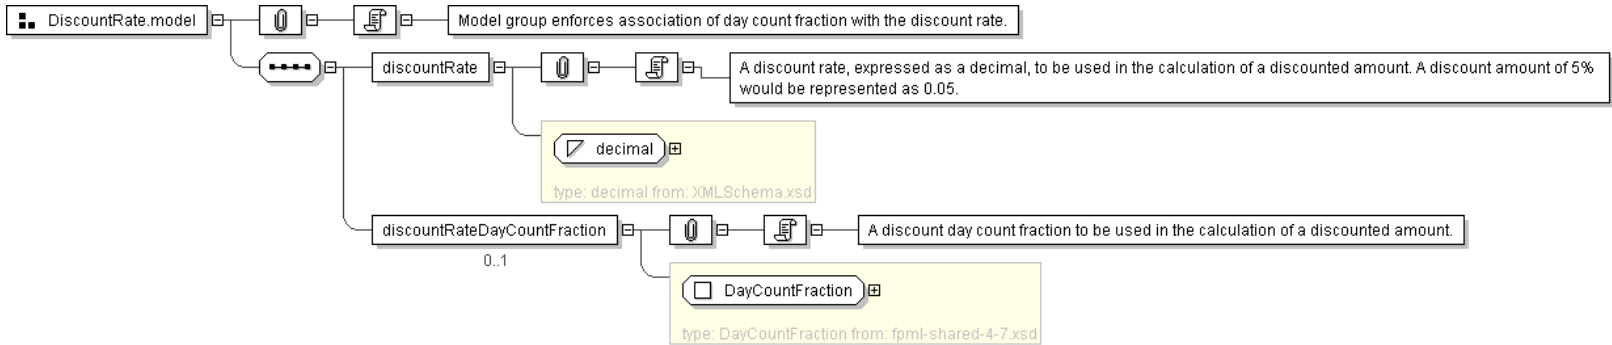 DiscountRate.model
Model group enforces association of day count fraction with the discount rate.
discountRate
A discount rate, expressed as a decimal, to be used in the calculation of a discounted amount. A discount amount of 5%
would be represented as 0.05.
decimal
type: decimal from: XMLSchema.xsd
discountRateDayCountFraction
A discount day count fraction to be used in the calculation of a discounted amount.
0..1
DayCountFraction
type: DayCountFraction from: fpml-shared-4-7.xsd